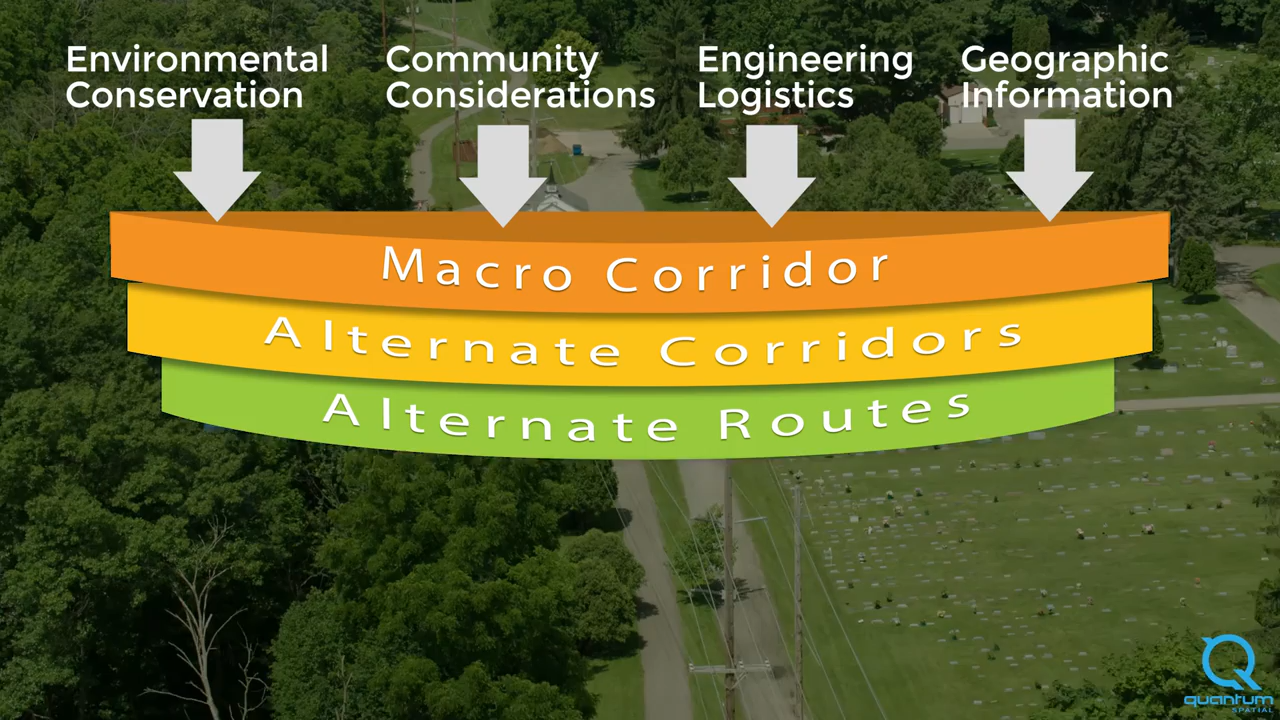 Environmental
Conservation
Community
Considerations
Engineering
Logistics
Geographic
Information
Macro Corridor
Alternate Corridors
Alternate Routes
quantum
SPATIAL